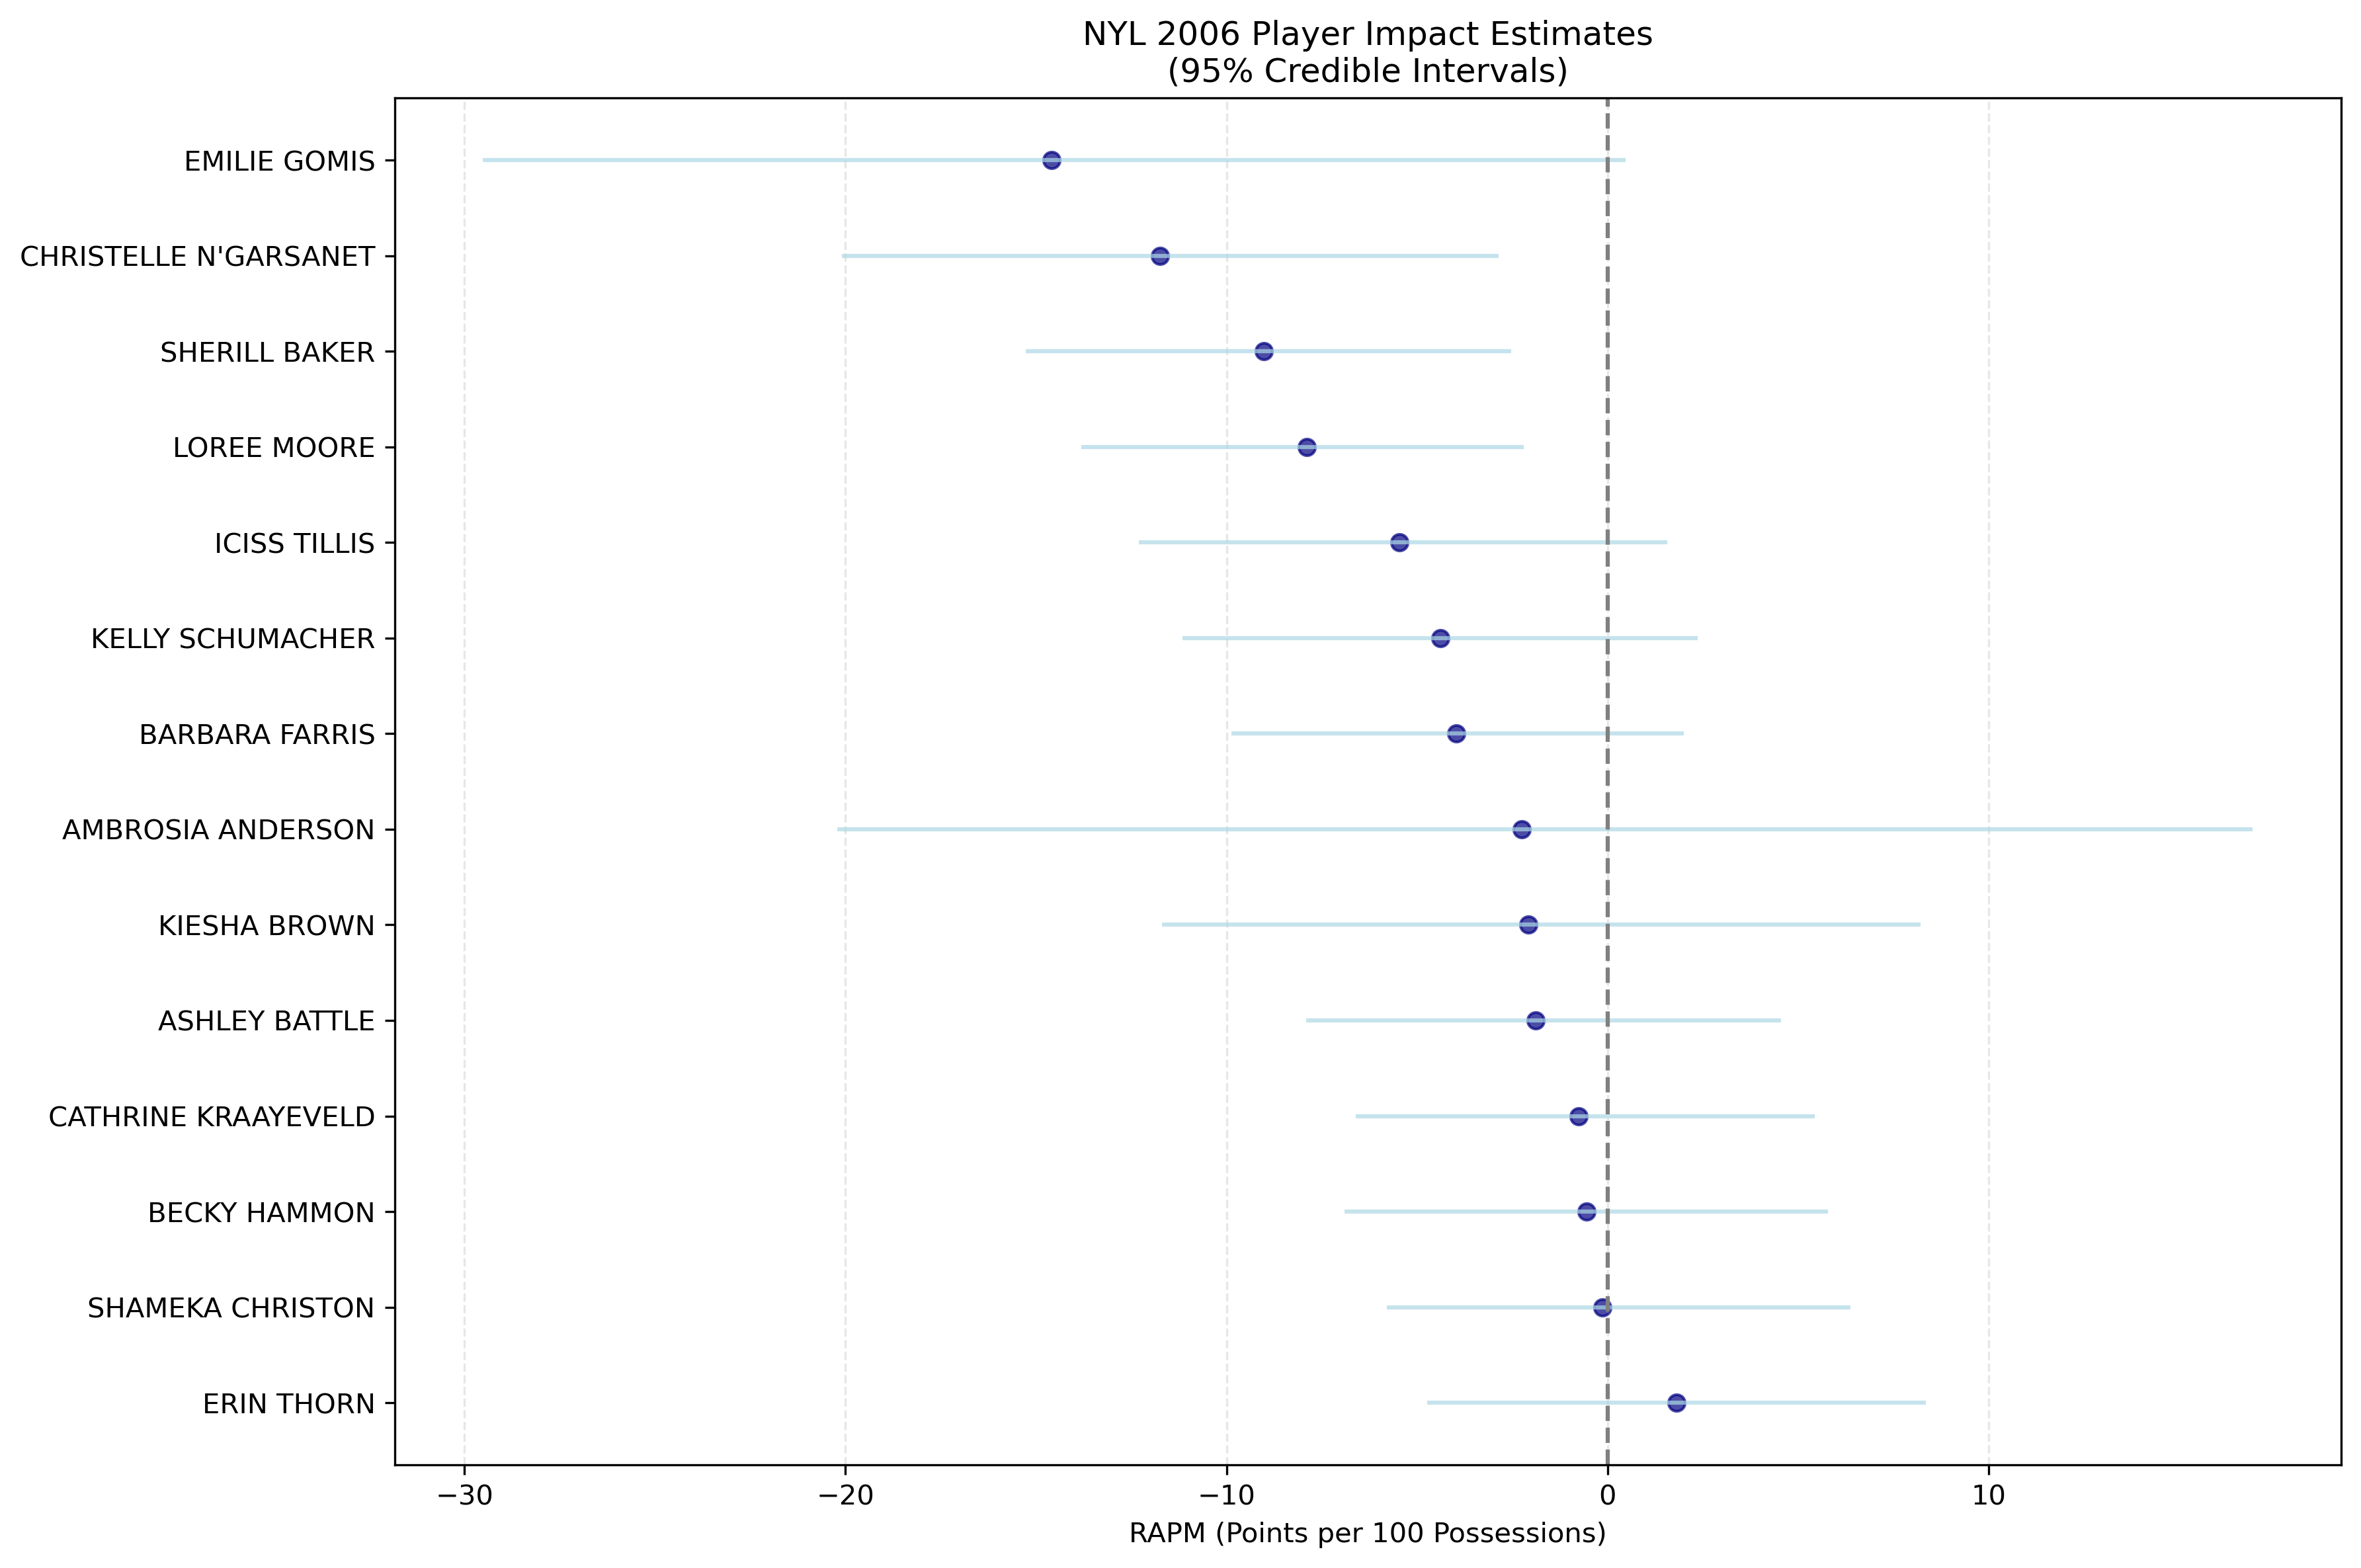 NYL 2006 Player Impact Estimates
(95% Credible Intervals)
EMILIE GOMIS
CHRISTELLE N'GARSANET
SHERILL BAKER
LOREE MOORE
ICISS TILLIS
KELLY SCHUMACHER
BARBARA FARRIS
AMBROSIA ANDERSON
KIESHA BROWN
ASHLEY BATTLE
CATHRINE KRAAYEVELD
BECKY HAMMON
SHAMEKA CHRISTON
ERIN THORN
−30 −20 −10 0 10
RAPM (Points per 100 Possessions)